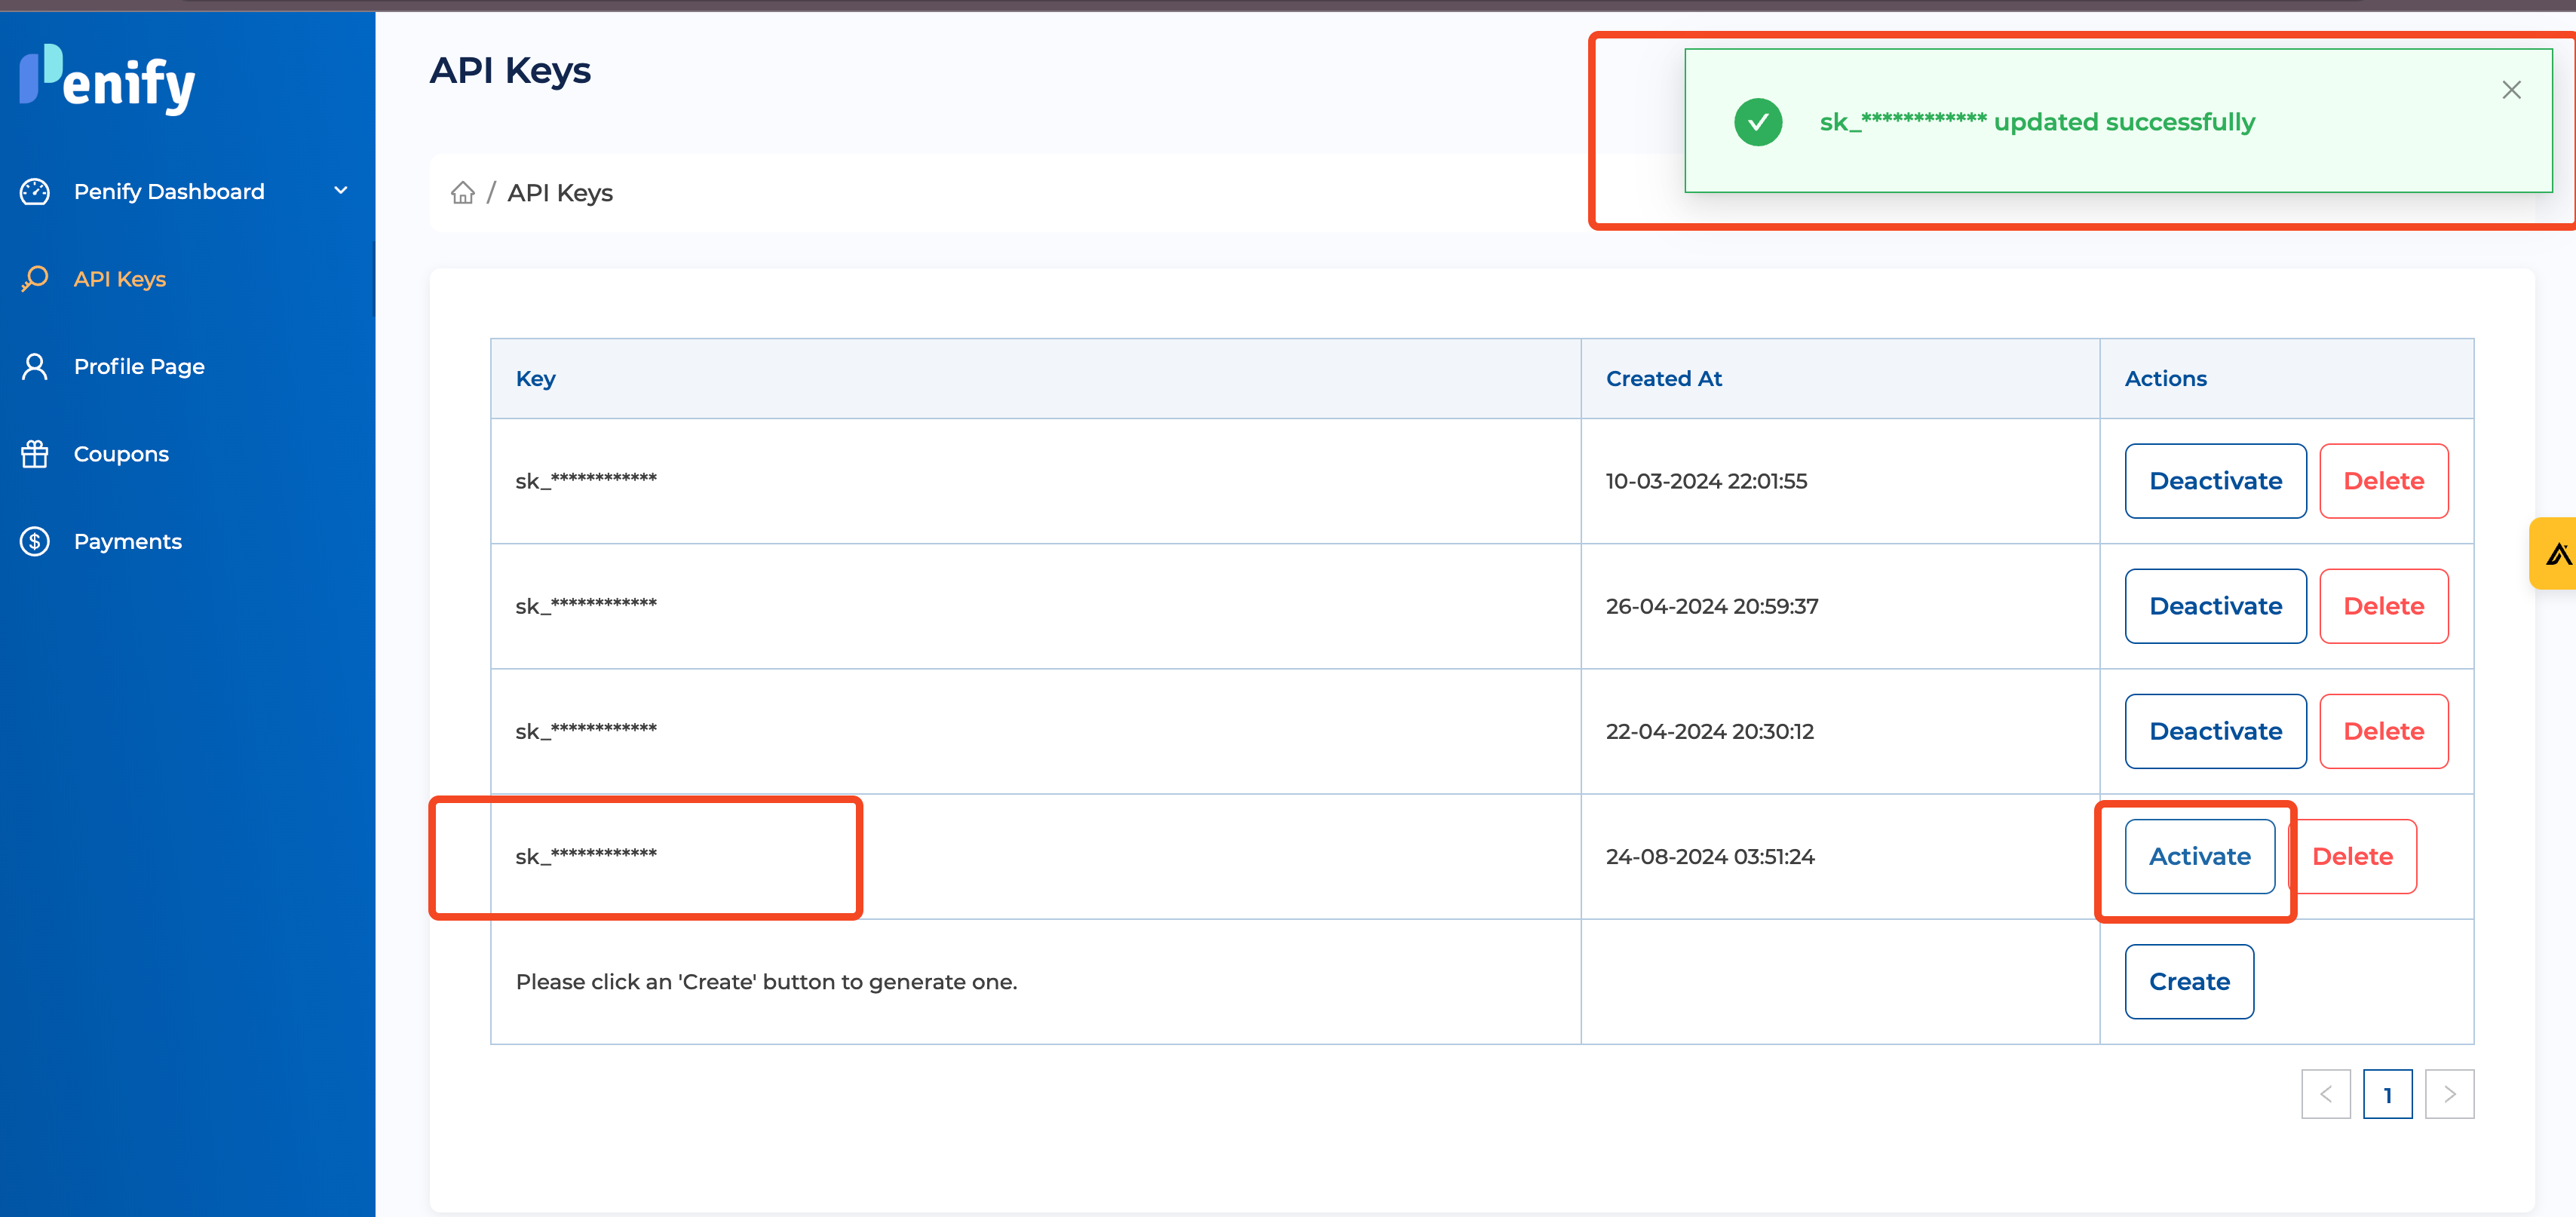 Penify
Penify Dashboard
API Keys
Profile Page
Coupons
Payments
API Keys
/ API Keys
sk_************ updated successfully
Key Created At Actions
sk_************ 10-03-2024 22:01:55 Deactivate Delete
sk_************ 26-04-2024 20:59:37 Deactivate Delete
sk_************ 22-04-2024 20:30:12 Deactivate Delete
sk_************ 24-08-2024 03:51:24 Activate Delete
Please click an 'Create' button to generate one. Create
< 1 >